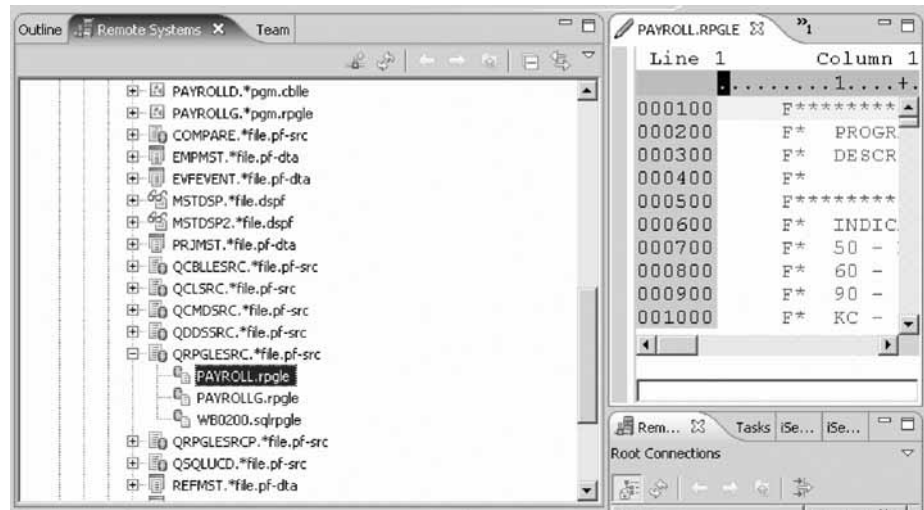 Outline Remote Systems Team
PAYROLLD.*pgm.cblle
PAYROLLG.*pgm.rpgle
COMPARE.*file.pf-src
EMPMST.*file.pf-dta
EVFEVENT.*file.pf-dta
MSTDSP.*file.dspf
MSTDSP2.*file.dspf
PRJMST.*file.pf-dta
QCBLLESRC.*file.pf-src
QCLSRC.*file.pf-src
QCMDSRC.*file.pf-src
QDDSSRC.*file.pf-src
QRPGLESRC.*file.pf-src
PAYROLL.rpgle
PAYROLLG.rpgle
WB0200.sqlrpgle
QRPGLESRCP.*file.pf-src
QSQLUCD.*file.pf-src
REFMST.*file.pf-dta
PAYROLL.RPGLE »1
Line 1 Column 1
.........1....+.
000100 F********
000200 F* PROGR
000300 F* DESCR
000400 F*
000500 F********
000600 F* INDIC
000700 F* 50 -
000800 F* 60 -
000900 F* 90 -
001000 F* KC -
Rem... Tasks iSe... iSe...
Root Connections